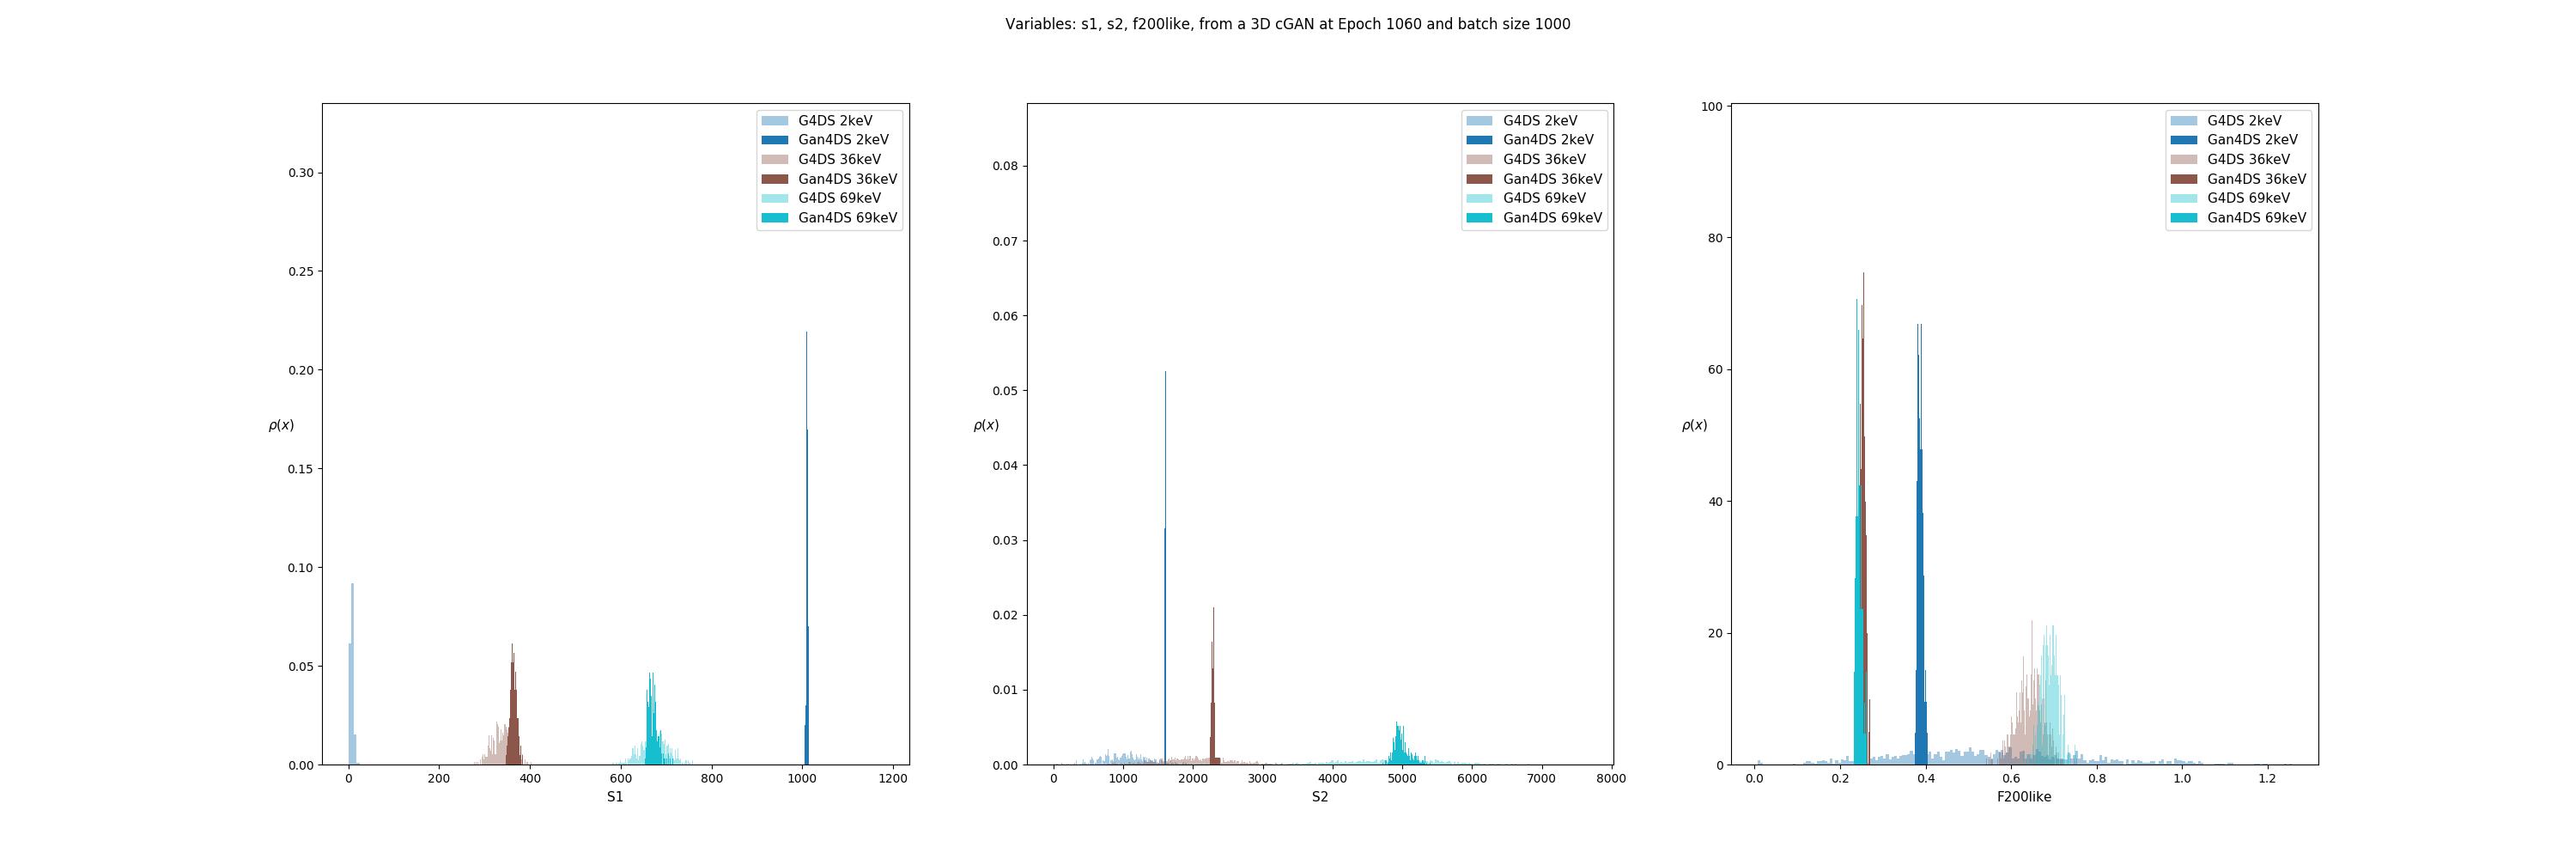 Variables: s1, s2, f200like, from a 3D cGAN at Epoch 1060 and batch size 1000
G4DS 2keV
Gan4DS 2keV
G4DS 36keV
Gan4DS 36keV
G4DS 69keV
Gan4DS 69keV
0.30
0.25
0.20
0.15
0.10
0.05
0.00
ρ(x)
0
200
400
600
800
1000
1200
S1
G4DS 2keV
Gan4DS 2keV
G4DS 36keV
Gan4DS 36keV
G4DS 69keV
Gan4DS 69keV
0.08
0.07
0.06
0.05
0.04
0.03
0.02
0.01
0.00
ρ(x)
0
1000
2000
3000
4000
5000
6000
7000
8000
S2
G4DS 2keV
Gan4DS 2keV
G4DS 36keV
Gan4DS 36keV
G4DS 69keV
Gan4DS 69keV
100
80
60
40
20
0
ρ(x)
0.0
0.2
0.4
0.6
0.8
1.0
1.2
F200like